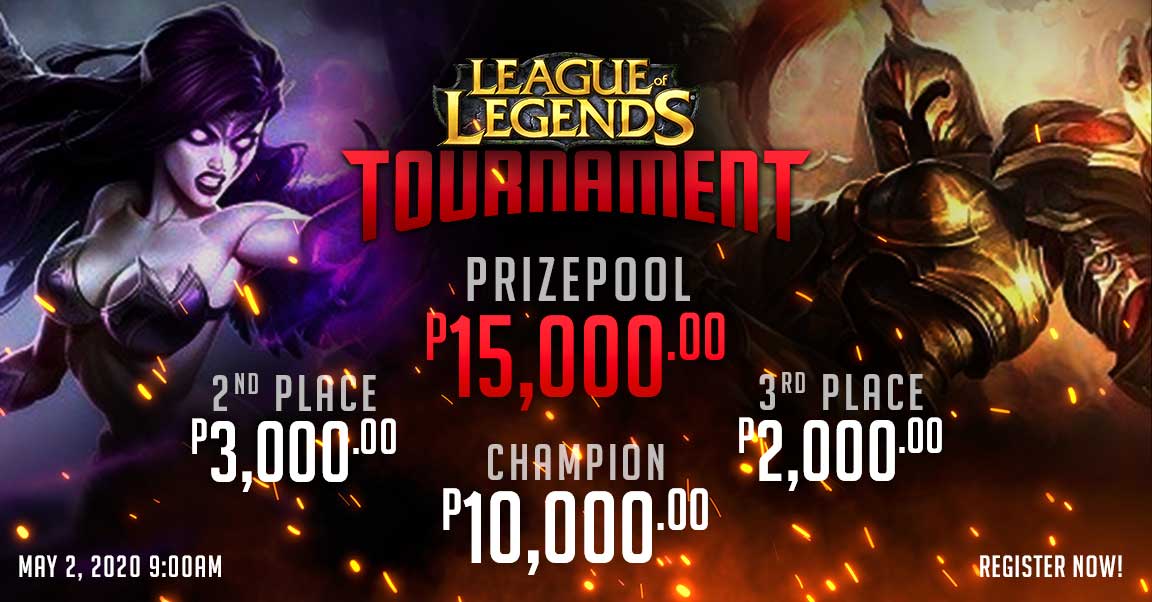 LEAGUE of
LEGENDS
TOURNAMENT
PRIZEPOOL
P15,000.00
2ND PLACE
P3,000.00
3RD PLACE
P2,000.00
CHAMPION
P10,000.00
MAY 2, 2020 9:00AM
REGISTER NOW!